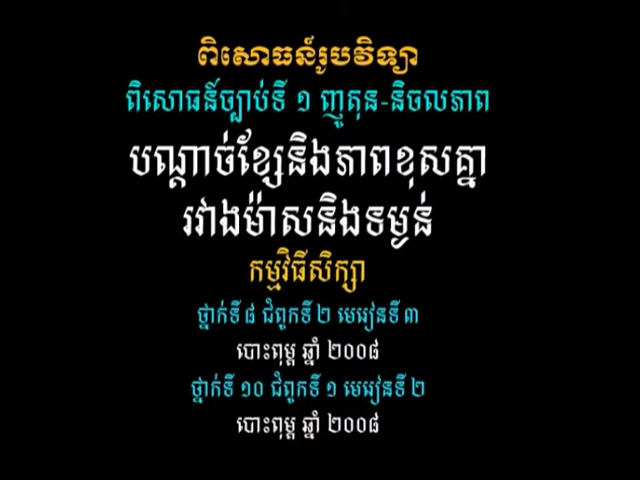 ពិសោធន៍រូបវិទ្យា
ពិសោធន៍ច្បាប់ទី ១ ញូតុន-និចលភាព
បណ្ដាច់ខ្សែនិងភាពខុសគ្នា
រវាងម៉ាសនិងទម្ងន់
កម្មវិធីសិក្សា
ថ្នាក់ទី ៨ ជំពូកទី ២ មេរៀនទី ៣
បោះពុម្ព ឆ្នាំ ២០០៨
ថ្នាក់ទី ១០ ជំពូកទី ១ មេរៀនទី ២
បោះពុម្ព ឆ្នាំ ២០០៨